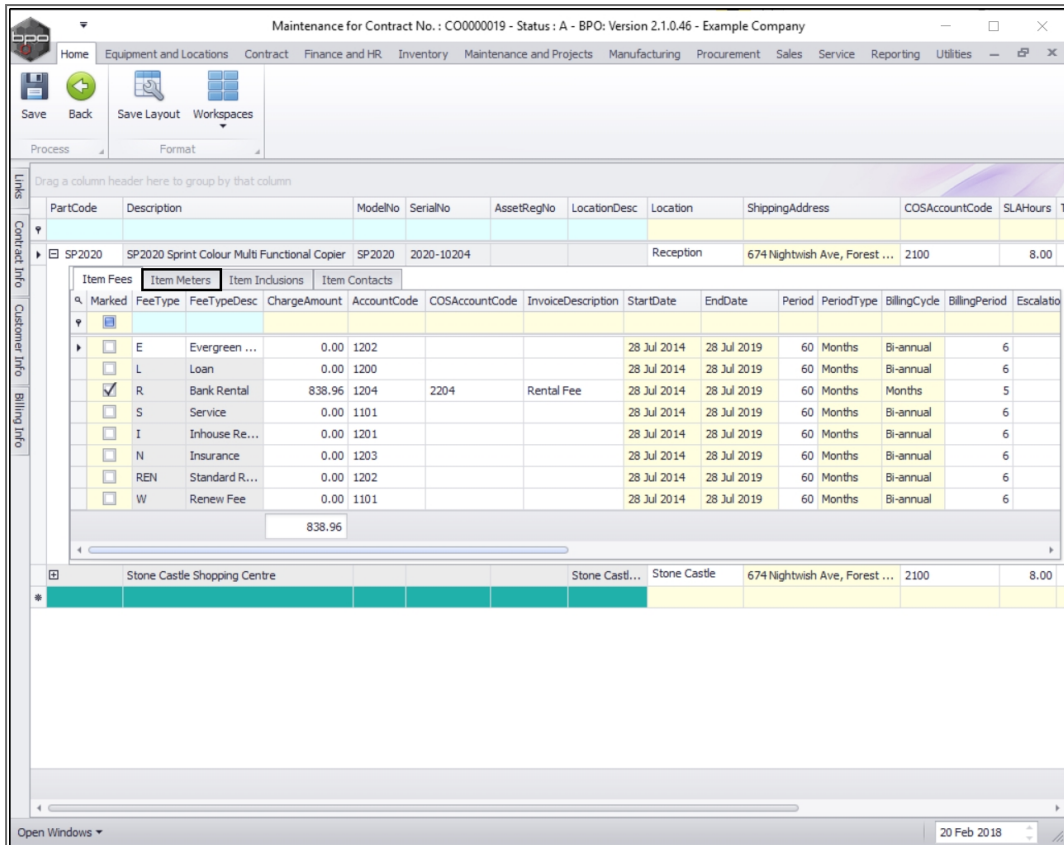 Maintenance for Contract No. : CO0000019 - Status : A - BPO: Version 2.1.0.46 - Example Company
bpo
Home Equipment and Locations Contract Finance and HR Inventory Maintenance and Projects Manufacturing Procurement Sales Service Reporting Utilities
Save Back Save Layout Workspaces
Process Format
Links
Contract Info
Customer Info
Billing Info
Drag a column header here to group by that column
PartCode Description ModelNo SerialNo AssetRegNo LocationDesc Location ShippingAddress COSAccountCode SLAHours
SP2020 SP2020 Sprint Colour Multi Functional Copier SP2020 2020-10204 Reception 674 Nightwish Ave, Forest ... 2100 8.00
Item Fees Item Meters Item Inclusions Item Contacts
Marked FeeType FeeTypeDesc ChargeAmount AccountCode COSAccountCode InvoiceDescription StartDate EndDate Period PeriodType BillingCycle BillingPeriod Escalatio
E Evergreen ... 0.00 1202 28 Jul 2014 28 Jul 2019 60 Months Bi-annual 6
L Loan 0.00 1200 28 Jul 2014 28 Jul 2019 60 Months Bi-annual 6
R Bank Rental 838.96 1204 2204 Rental Fee 28 Jul 2014 28 Jul 2019 60 Months Months 5
S Service 0.00 1101 28 Jul 2014 28 Jul 2019 60 Months Bi-annual 6
I Inhouse Re... 0.00 1201 28 Jul 2014 28 Jul 2019 60 Months Bi-annual 6
N Insurance 0.00 1203 28 Jul 2014 28 Jul 2019 60 Months Bi-annual 6
REN Standard R... 0.00 1202 28 Jul 2014 28 Jul 2019 60 Months Bi-annual 6
W Renew Fee 0.00 1101 28 Jul 2014 28 Jul 2019 60 Months Bi-annual 6
838.96
Stone Castle Shopping Centre Stone Castl... Stone Castle 674 Nightwish Ave, Forest ... 2100 8.00
Open Windows 20 Feb 2018